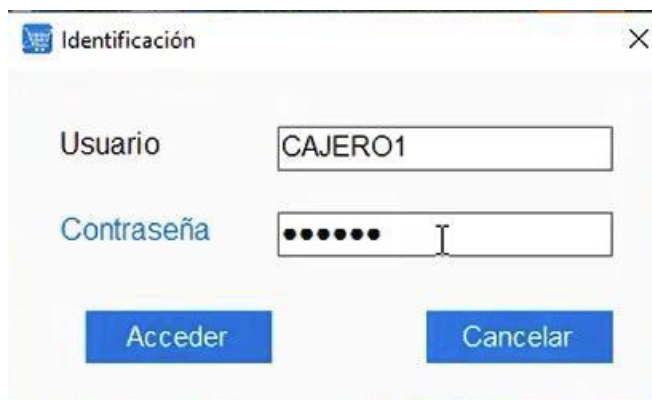 Identificación
Usuario CAJERO1
Contraseña ••••••
Acceder Cancelar